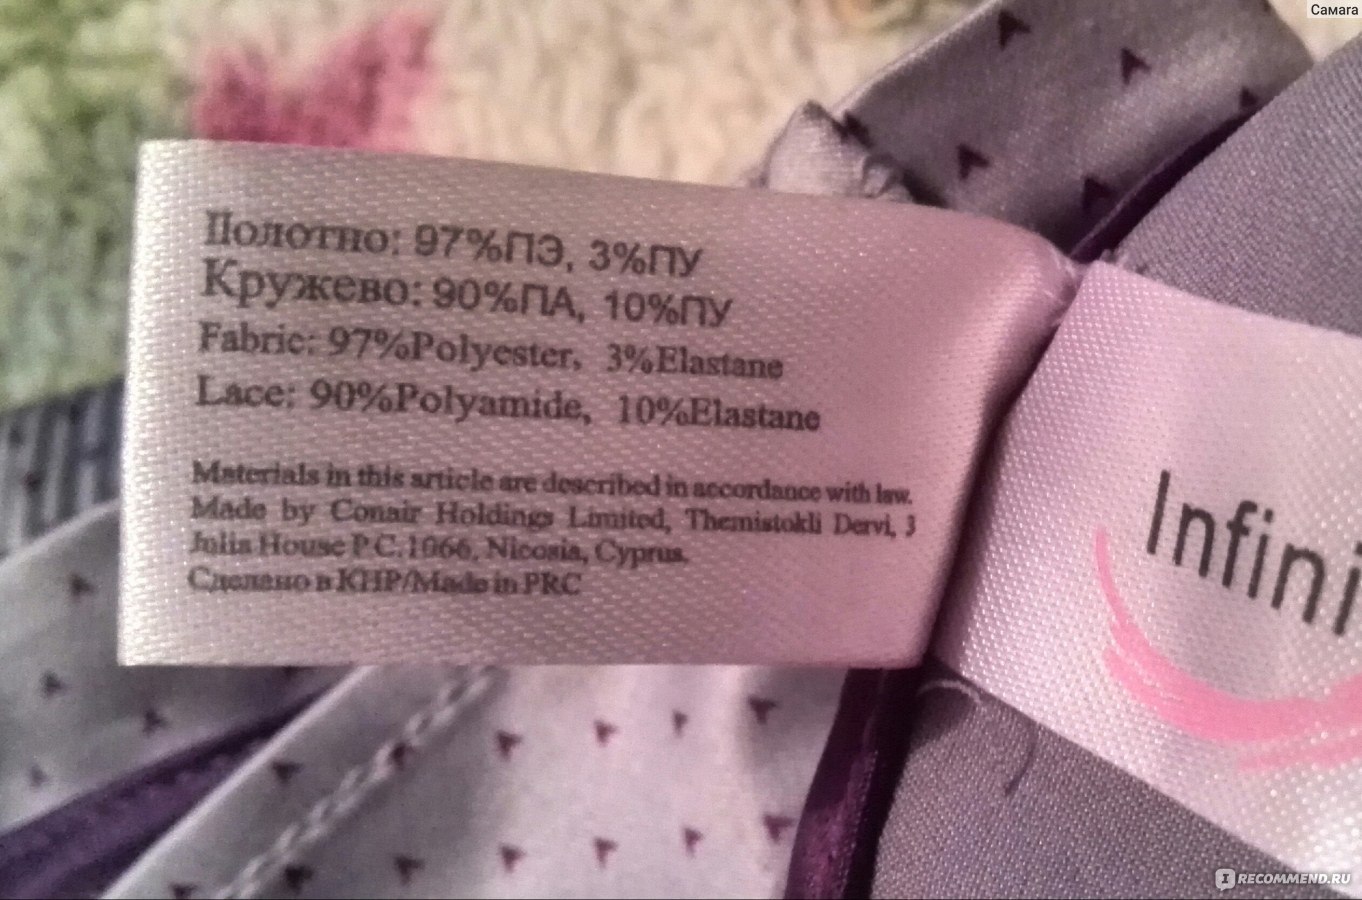 Самага
Полотно: 97%ПЭ, 3%ПУ
Кружево: 90%ПА, 10%ПУ
Fabric: 97%Polyester, 3%Elastane
Lace: 90%Polyamide, 10%Elastane
Materials in this article are described in accordance with law.
Made by Conair Holdings Limited, Themistokli Dervi, 3
Julia House P.C.1066, Nicosia, Cyprus.
Сделано в КНР/Made in PRC
Infini
IRECOMMEND.RU